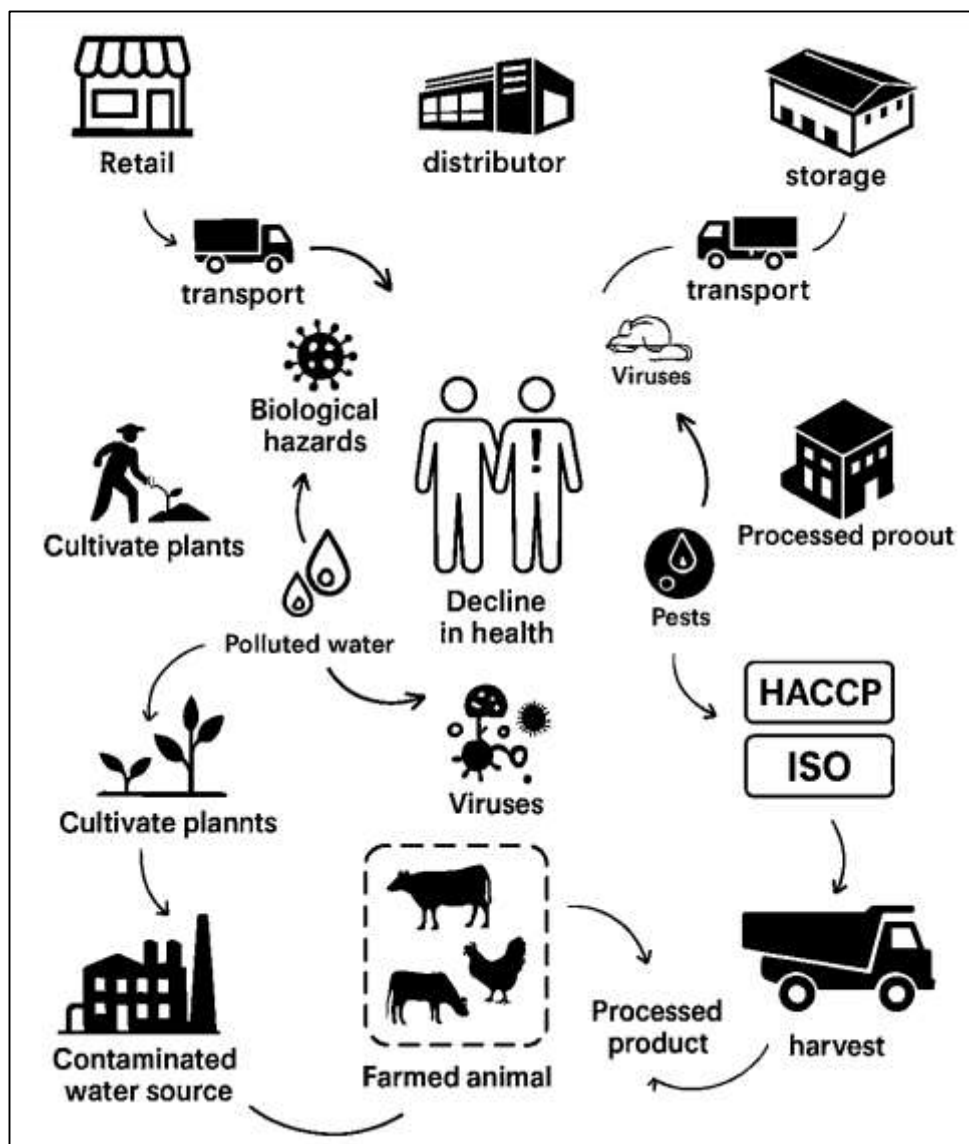 Retail
distributor
storage
transport
transport
Biological
hazards
Viruses
Cultivate plants
Processed proout
Decline
in health
Polluted water
Pests
HACCP
ISO
Viruses
Cultivate plannts
Contaminated
water source
Farmed animal
Processed
product
harvest